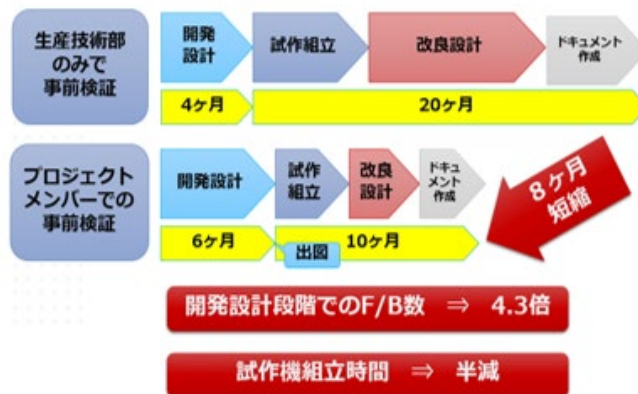 生産技術部
のみで
事前検証
開発
設計
試作組立
改良設計
ドキュメント
作成
4ヶ月
20ヶ月
プロジェクト
メンバーでの
事前検証
開発設計
試作
組立
改良
設計
ドキュ
メント
作成
6ヶ月
10ヶ月
出図
8ヶ月
短縮
開発設計段階でのF/B数 ⇒ 4.3倍
試作機組立時間 ⇒ 半減